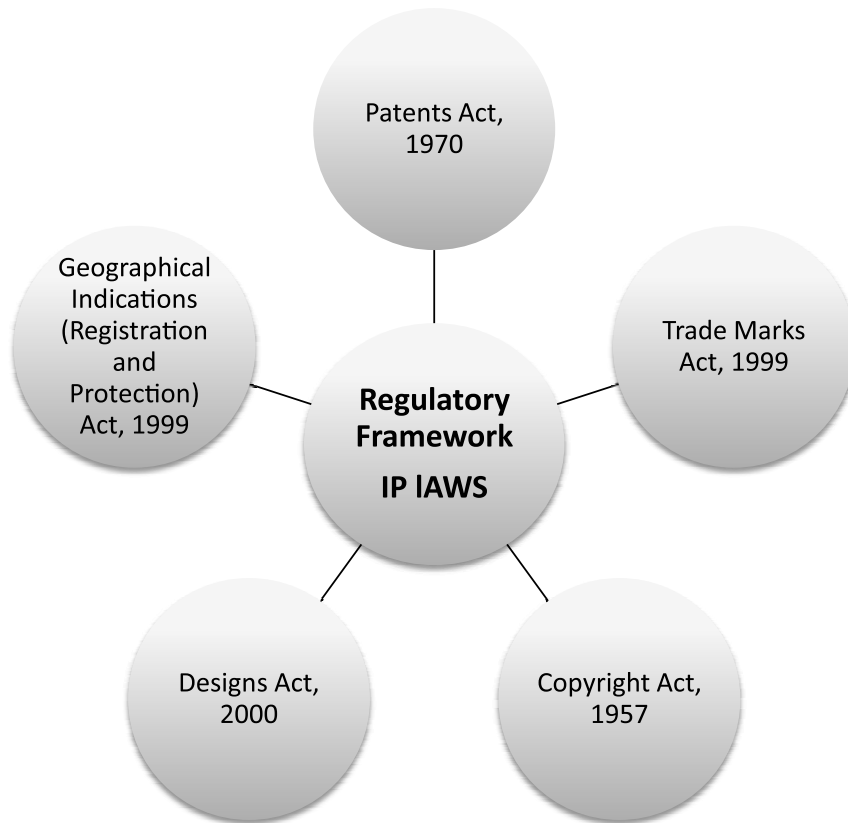 Patents Act,
1970
Geographical
Indications
(Registration
and
Protection)
Act, 1999
Trade Marks
Act, 1999
Regulatory
Framework
IP lAWS
Designs Act,
2000
Copyright Act,
1957